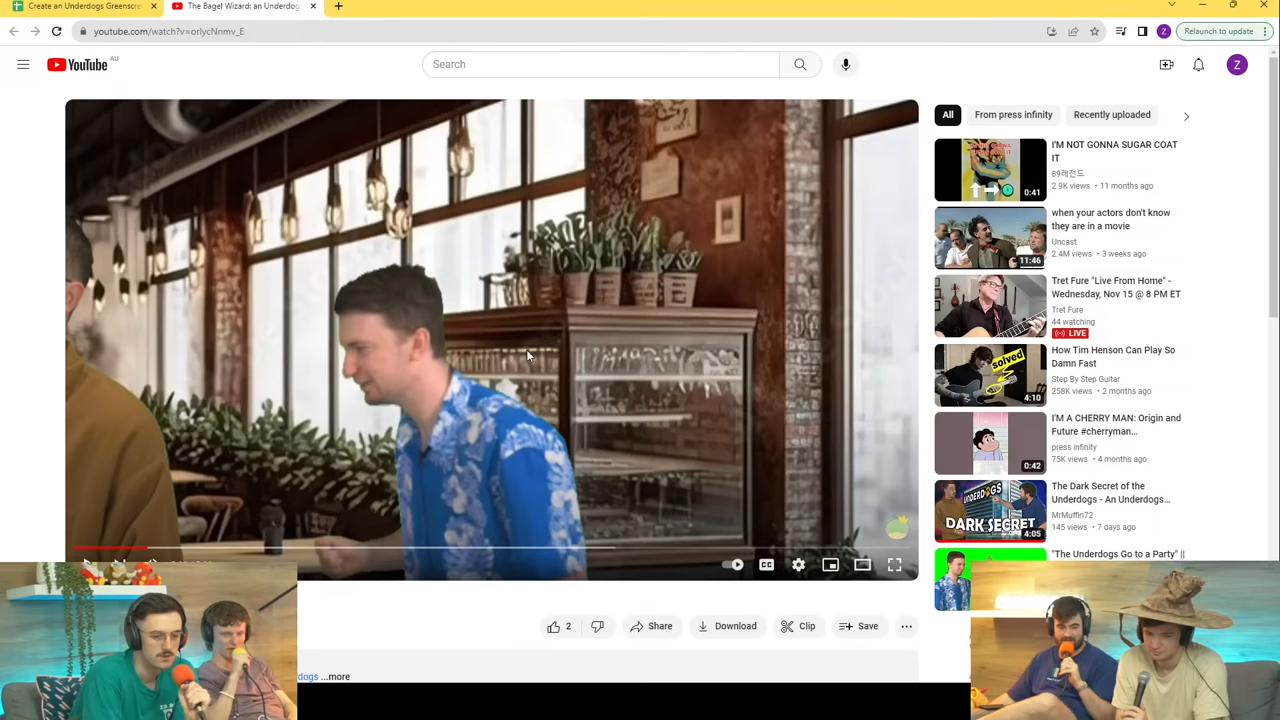 Create an Underdogs Greenscre
The Bagel Wizard: an Underdog
youtube.com/watch?v=orlycNnmv_E
Z
Relaunch to update
YouTube
AU
Search
Z
All
From press infinity
Recently uploaded
I'M NOT GONNA SUGAR COAT
IT
89레전드
2.9K views • 11 months ago
0:41
when your actors don't know
they are in a movie
Uncast
2.4M views • 3 weeks ago
11:46
Tret Fure "Live From Home" -
Wednesday, Nov 15 @ 8 PM ET
Tret Fure
44 watching
LIVE
How Tim Henson Can Play So
Damn Fast
Step By Step Guitar
258K views • 2 months ago
solved
4:10
I'M A CHERRY MAN: Origin and
Future #cherryman…
press infinity
75K views • 4 months ago
0:42
The Dark Secret of the
Underdogs - An Underdogs...
MrMuffin72
145 views • 7 days ago
UNDERDOGS
DARK SECRET
4:05
"The Underdogs Go to a Party" ||
CC
2
Share
Download
Clip
Save
dogs ...more